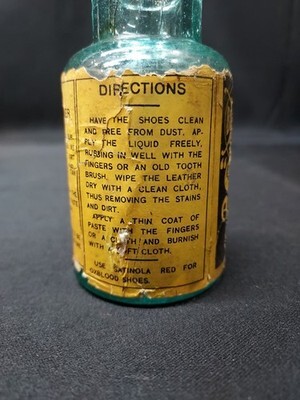 DIRECTIONS
HAVE THE SHOES CLEAN
AND FREE FROM DUST, AP-
PLY THE LIQUID FREELY,
RUBBING IN WELL WITH THE
FINGERS OR AN OLD TOOTH
BRUSH. WIPE THE LEATHER
DRY WITH A CLEAN CLOTH,
THUS REMOVING THE STAINS
AND DIRT.
APPLY A THIN COAT OF
PASTE WITH THE FINGERS
OR A CLOTH AND BURNISH
WITH A SOFT CLOTH.
USE SATINOLA RED FOR
OXBLOOD SHOES.